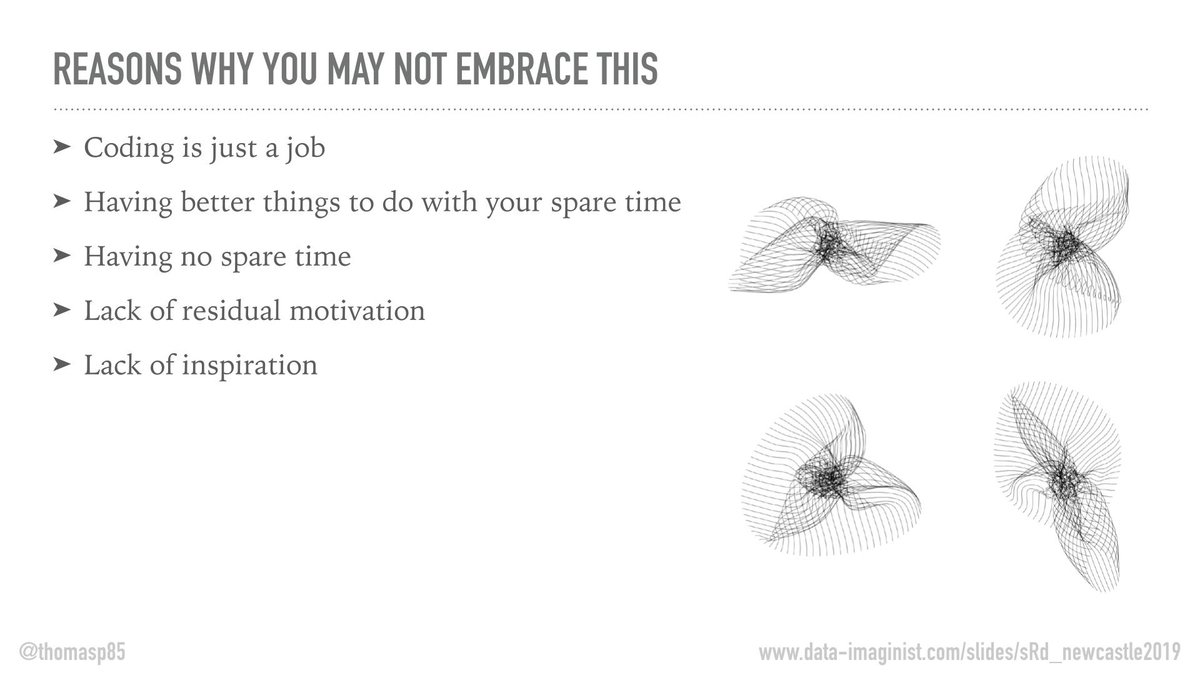 REASONS WHY YOU MAY NOT EMBRACE THIS
➤ Coding is just a job
➤ Having better things to do with your spare time
➤ Having no spare time
➤ Lack of residual motivation
➤ Lack of inspiration
@thomasp85
www.data-imaginist.com/slides/sRd_newcastle2019